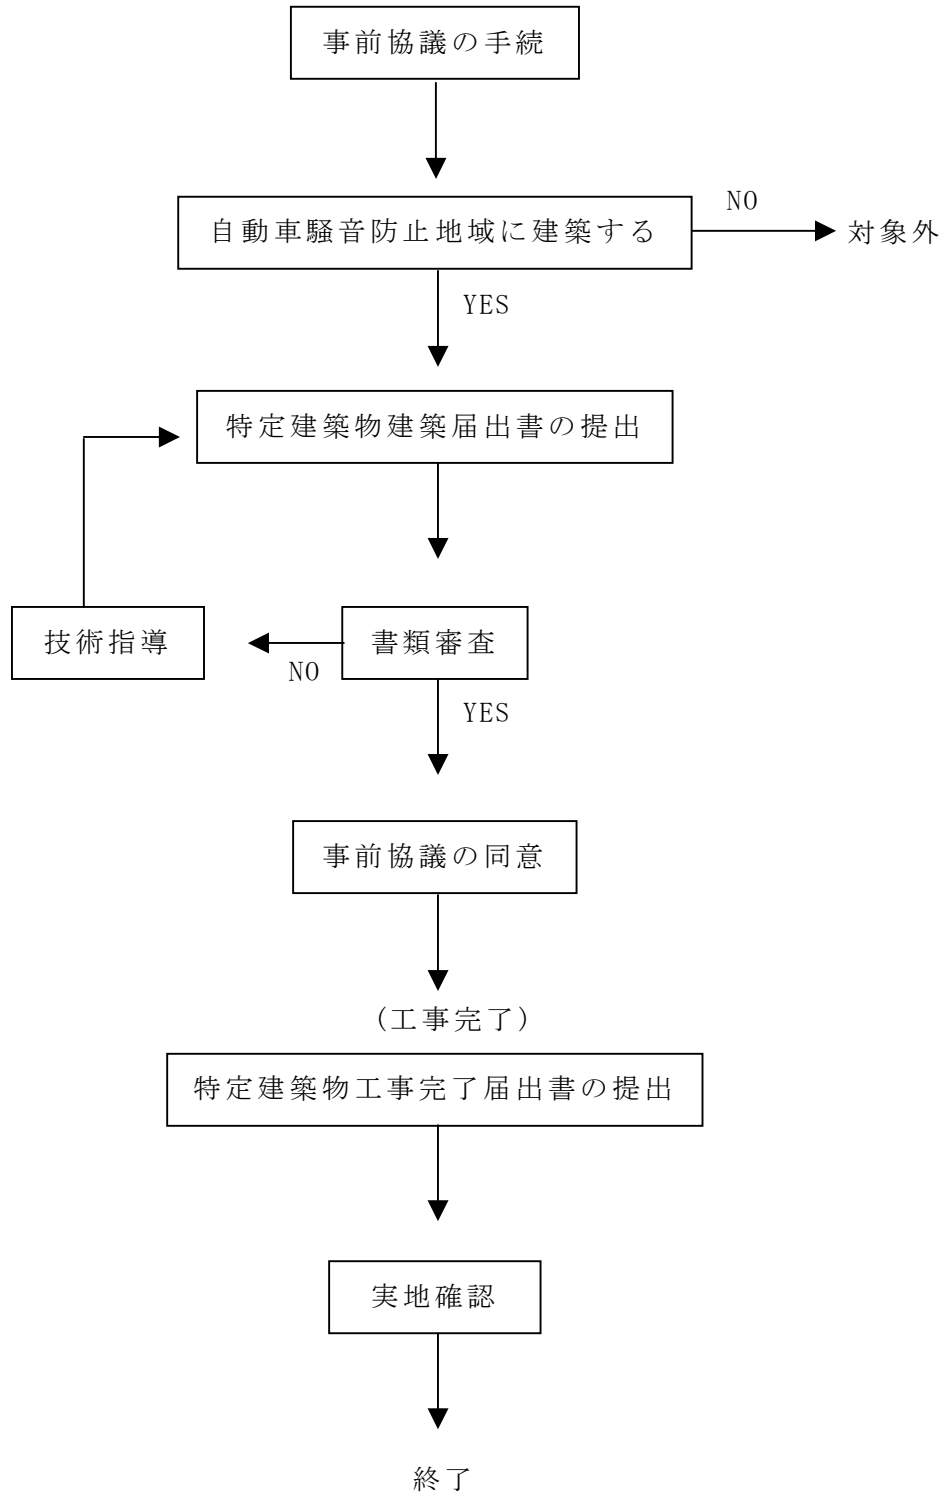 事前協議の手続
NO
自動車騒音防止地域に建築する
対象外
YES
特定建築物建築届出書の提出
技術指導
書類審査
NO
YES
事前協議の同意
(工事完了)
特定建築物工事完了届出書の提出
実地確認
終了